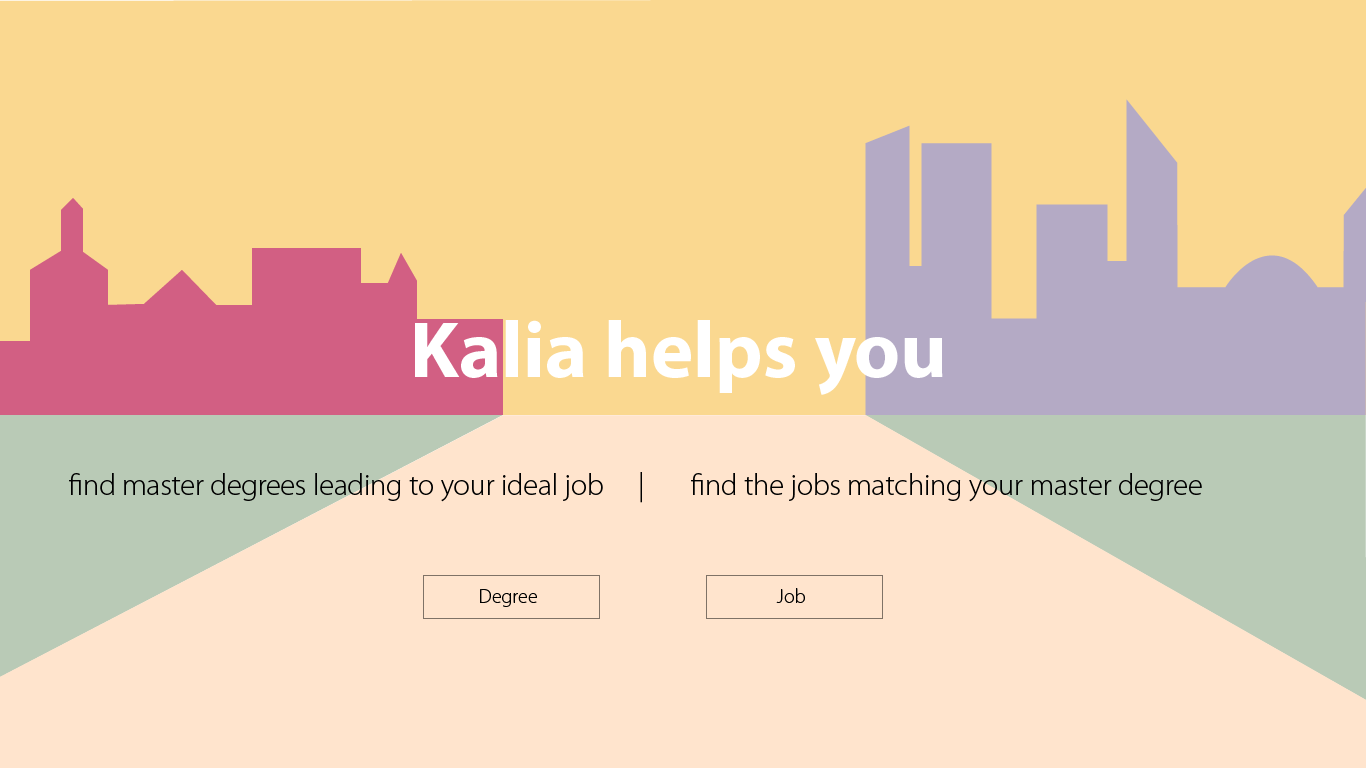 Kalia helps you
find master degrees leading to your ideal job | find the jobs matching your master degree
Degree
Job